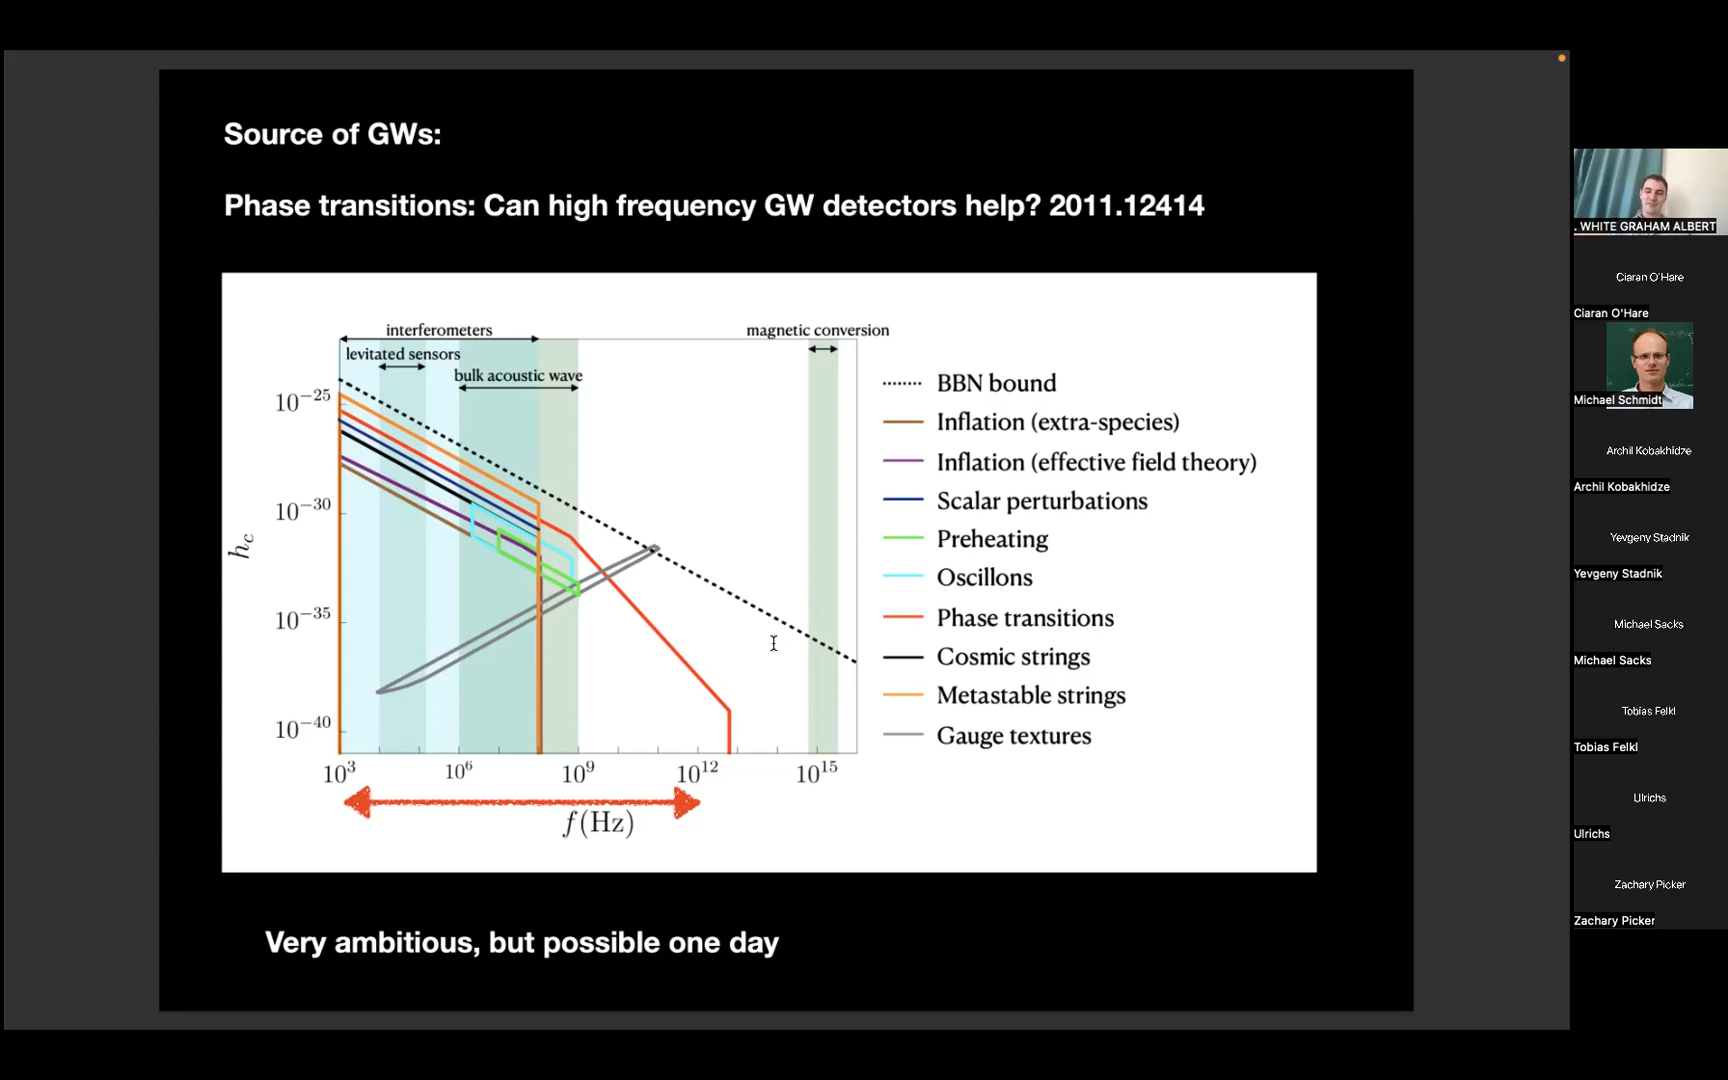 Source of GWs:
Phase transitions: Can high frequency GW detectors help? 2011.12414
interferometers
levitated sensors
bulk acoustic wave
magnetic conversion
10^-25
10^-30
10^-35
10^-40
h_c
10^3
10^6
10^9
10^12
10^15
f(Hz)
BBN bound
Inflation (extra-species)
Inflation (effective field theory)
Scalar perturbations
Preheating
Oscillons
Phase transitions
Cosmic strings
Metastable strings
Gauge textures
Very ambitious, but possible one day
. WHITE GRAHAM ALBERT
Ciaran O'Hare
Ciaran O'Hare
Michael Schmidt
Archil Kobakhidze
Archil Kobakhidze
Yevgeny Stadnik
Yevgeny Stadnik
Michael Sacks
Michael Sacks
Tobias Felkl
Tobias Felkl
Ulrichs
Ulrichs
Zachary Picker
Zachary Picker